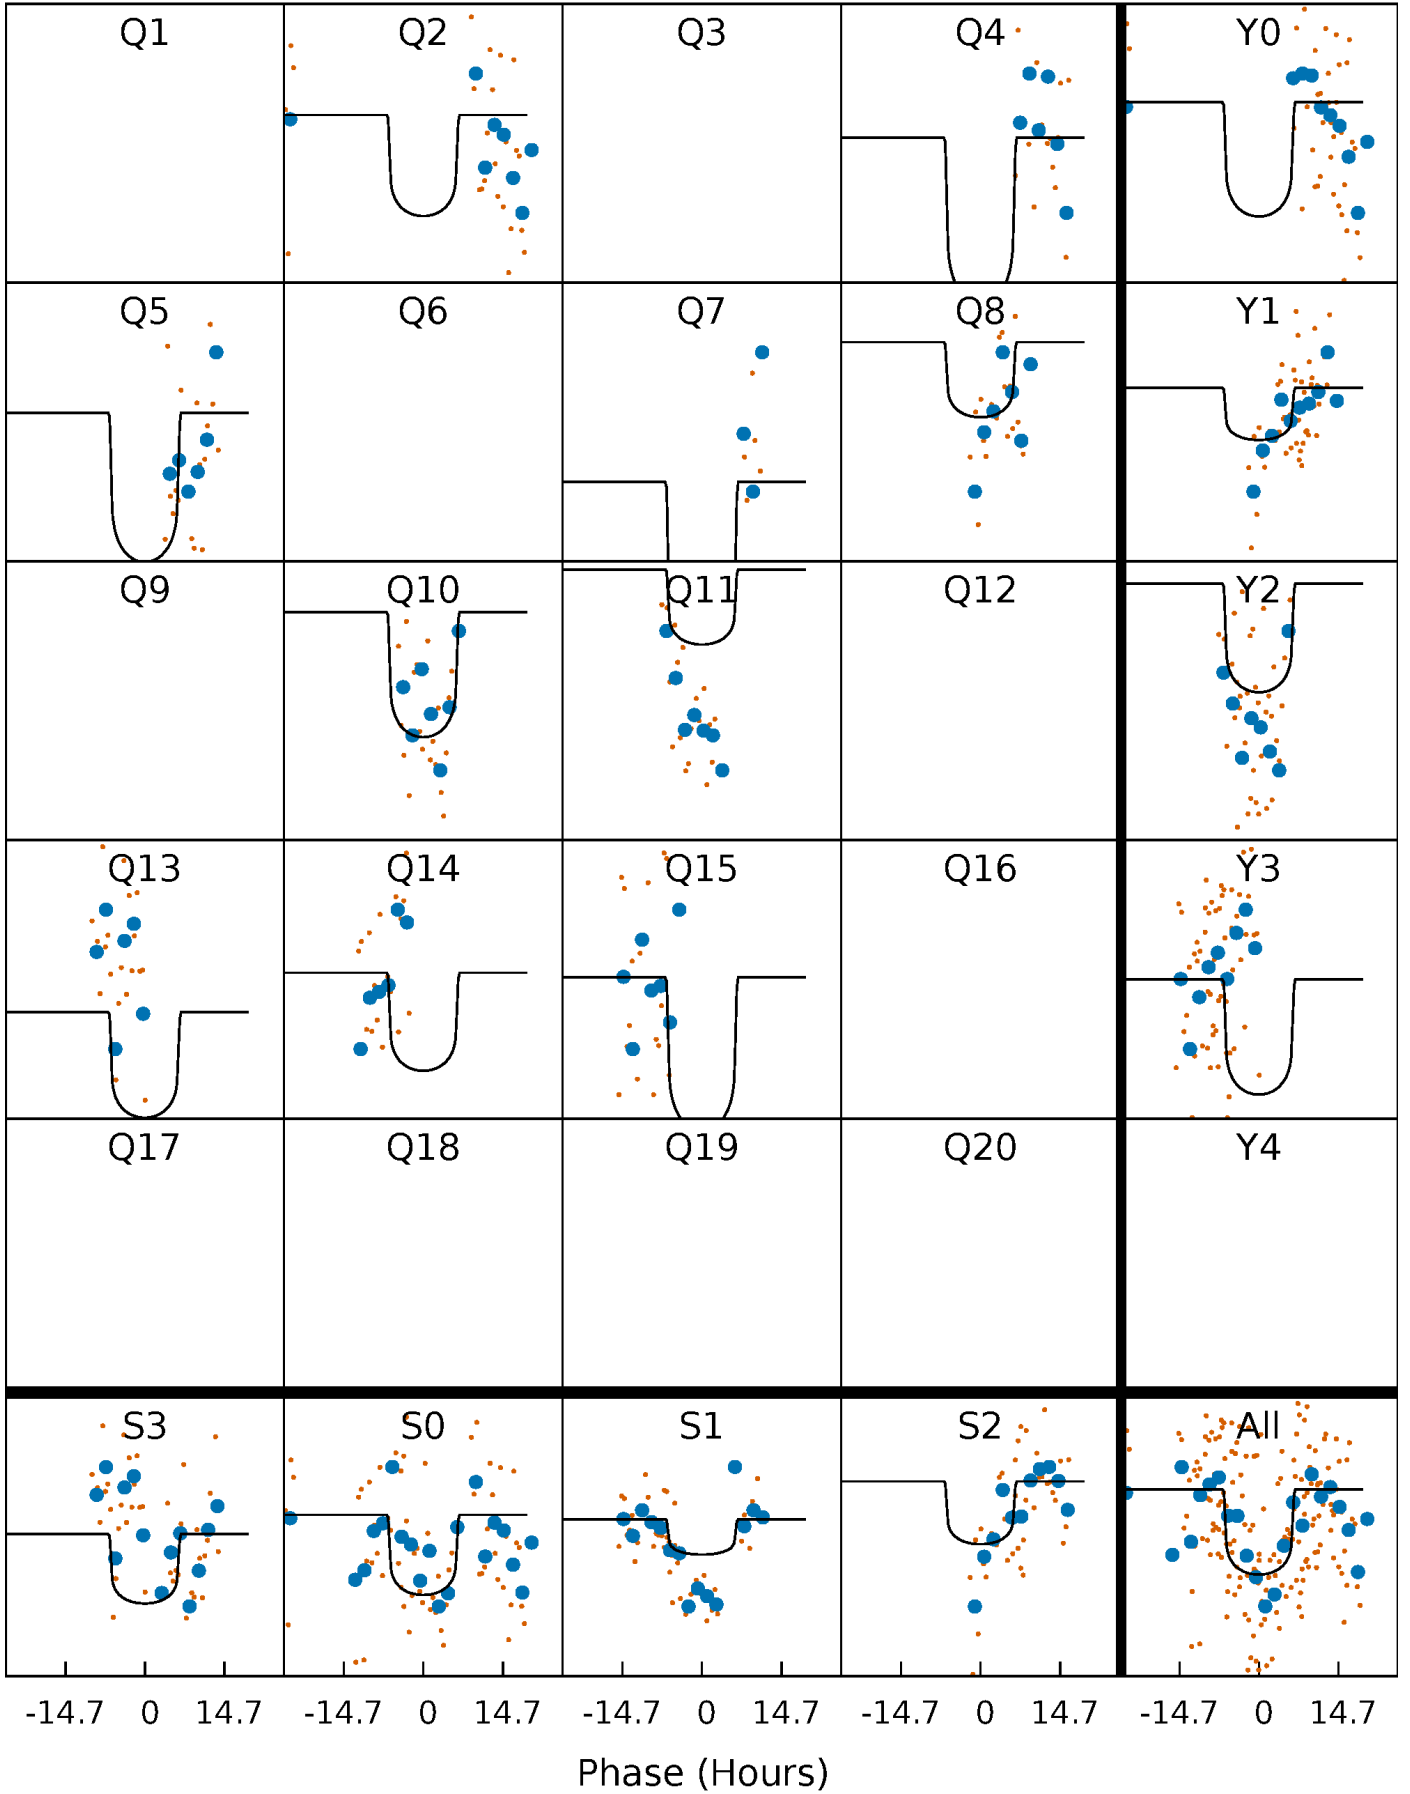 Q1 Q2 Q3 Q4 Y0
Q5 Q6 Q7 Q8 Y1
Q9 Q10 Q11 Q12 Y2
Q13 Q14 Q15 Q16 Y3
Q17 Q18 Q19 Q20 Y4
S3 S0 S1 S2 All
-14.7 0 14.7 -14.7 0 14.7 -14.7 0 14.7 -14.7 0 14.7 -14.7 0 14.7
Phase (Hours)